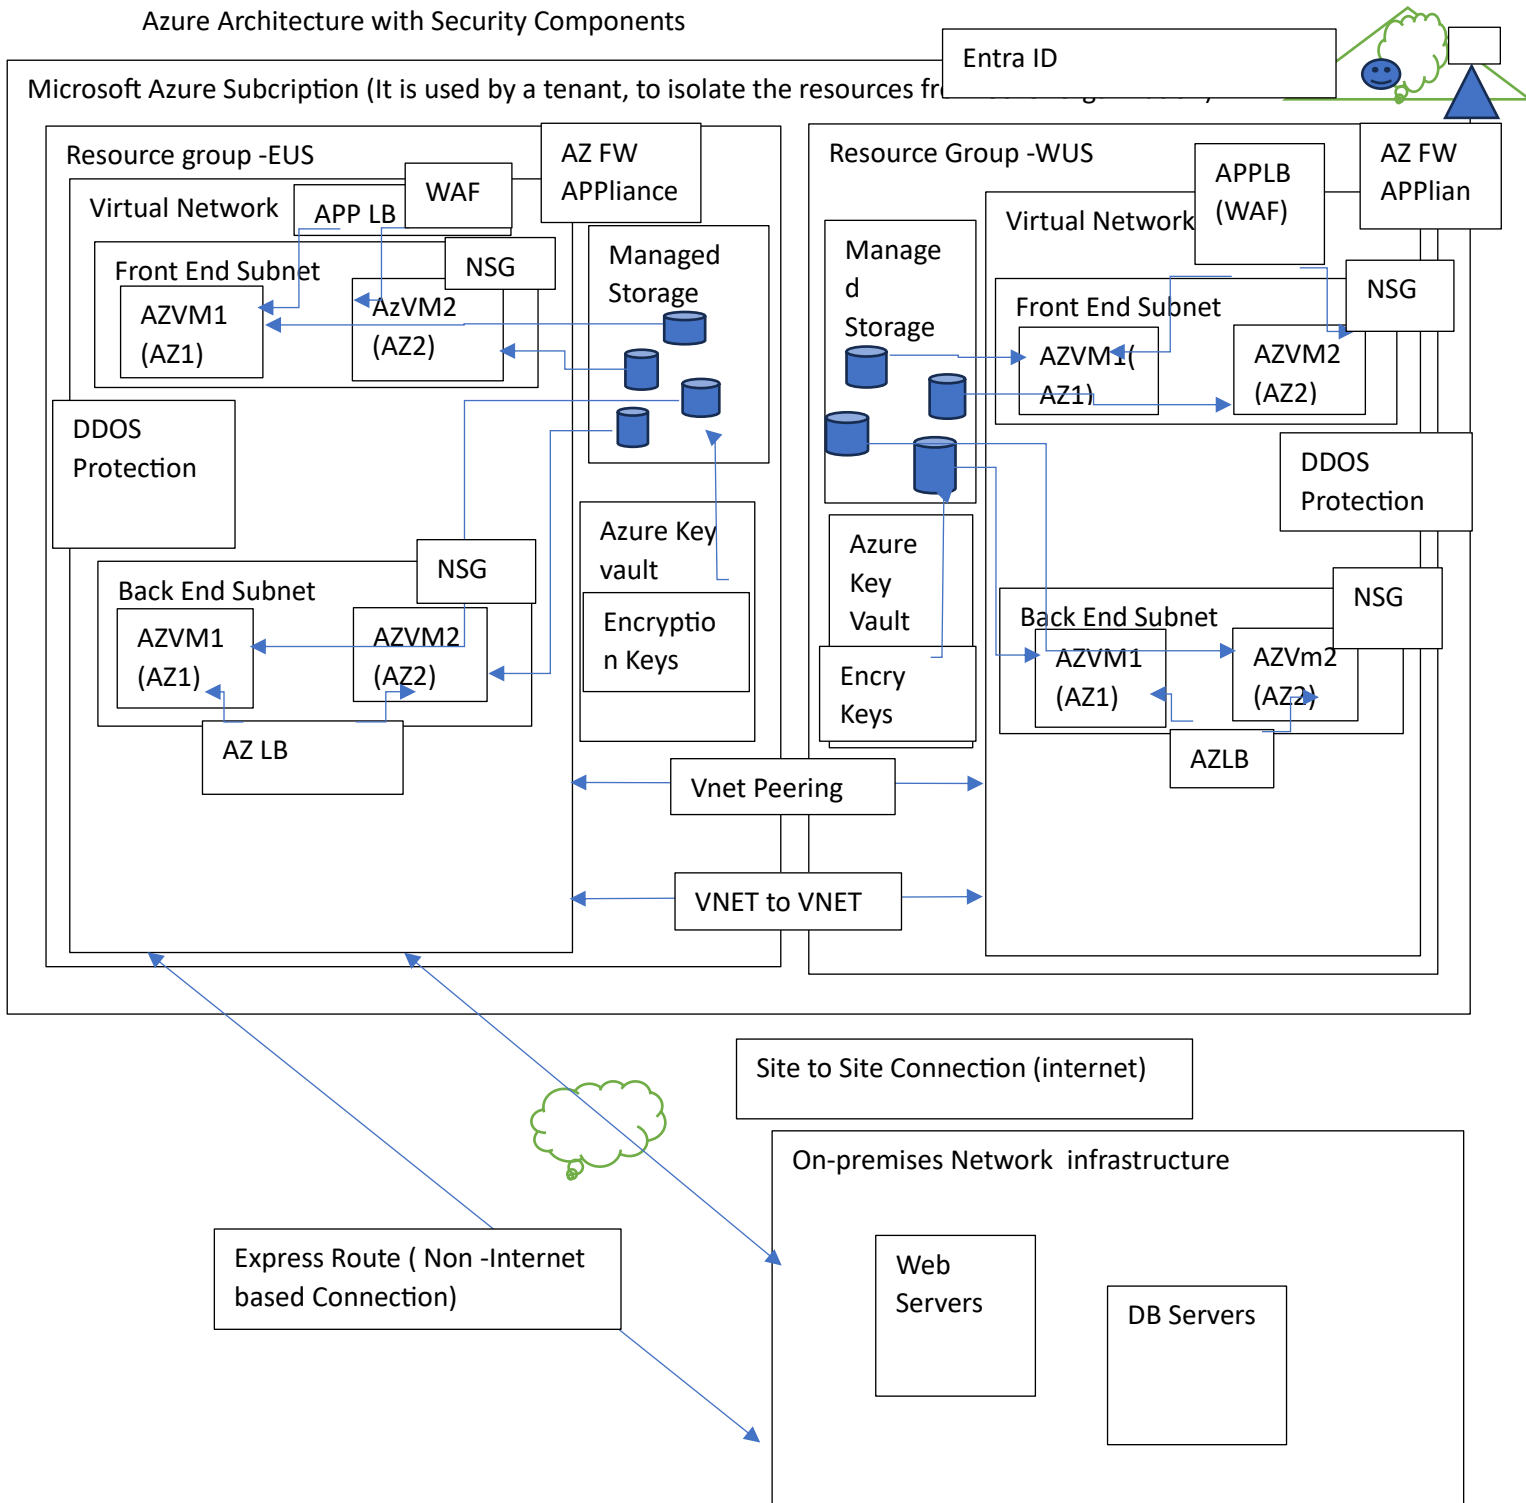 Azure Architecture with Security Components
Entra ID
Microsoft Azure Subcription (It is used by a tenant, to isolate the resources
Resource group -EUS
AZ FW
APPliance
WAF
APP LB
Virtual Network
NSG
Front End Subnet
AZVM1
(AZ1)
AzVM2
(AZ2)
Managed
Storage
DDOS
Protection
Azure Key
vault
Encryptio
n Keys
NSG
Back End Subnet
AZVM1
(AZ1)
AZVM2
(AZ2)
AZ LB
Resource Group -WUS
AZ FW
APPlian
APPLB
(WAF)
Virtual Network
Manage
d
Storage
NSG
Front End Subnet
AZVM1(
AZ1)
AZVM2
(AZ2)
DDOS
Protection
Azure
Key
Vault
Encry
Keys
NSG
Back End Subnet
AZVM1
(AZ1)
AZVm2
(AZ2)
AZLB
Vnet Peering
VNET to VNET
Site to Site Connection (internet)
On-premises Network infrastructure
Express Route ( Non -Internet
based Connection)
Web
Servers
DB Servers